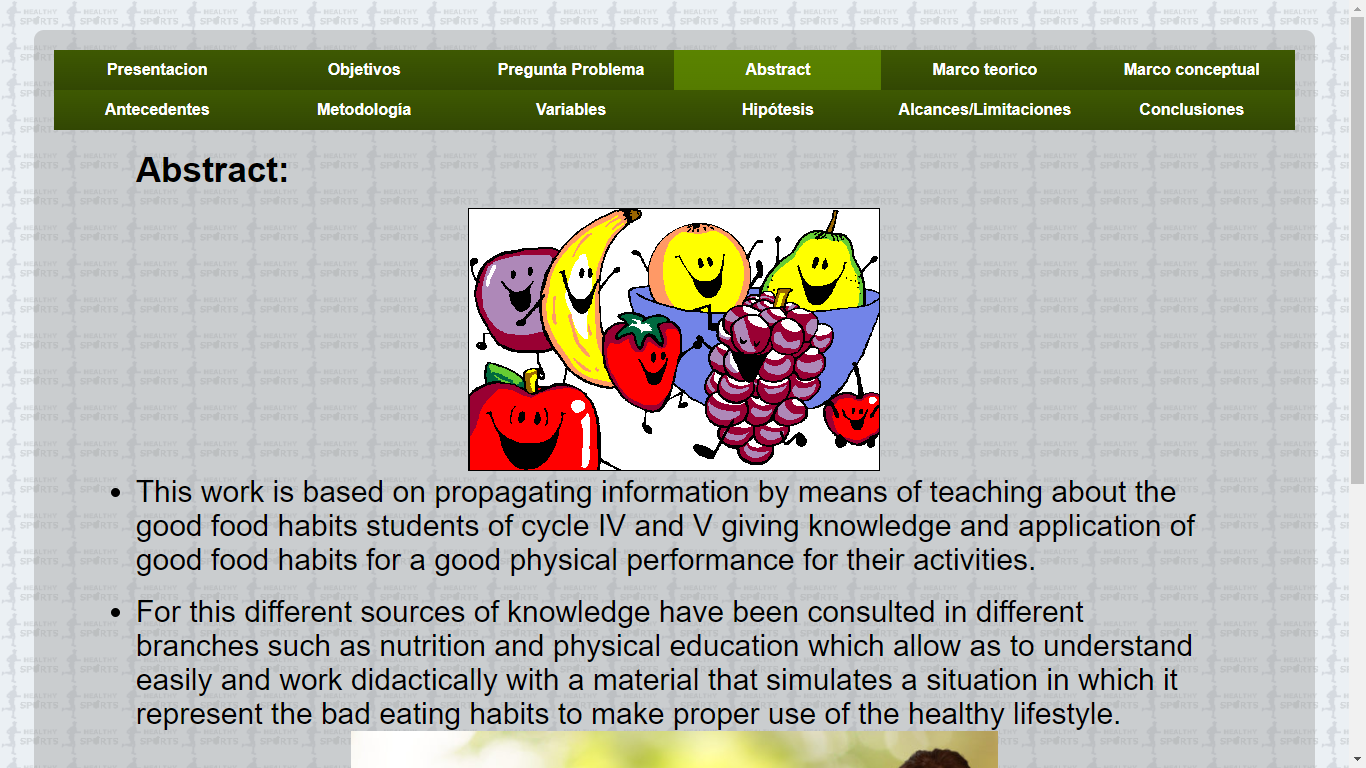 Presentacion Objetivos Pregunta Problema Abstract Marco teorico Marco conceptual
Antecedentes Metodología Variables Hipótesis Alcances/Limitaciones Conclusiones
Abstract:
This work is based on propagating information by means of teaching about the
good food habits students of cycle IV and V giving knowledge and application of
good food habits for a good physical performance for their activities.
For this different sources of knowledge have been consulted in different
branches such as nutrition and physical education which allow as to understand
easily and work didactically with a material that simulates a situation in which it
represent the bad eating habits to make proper use of the healthy lifestyle.
HEALTHY
SPORTS